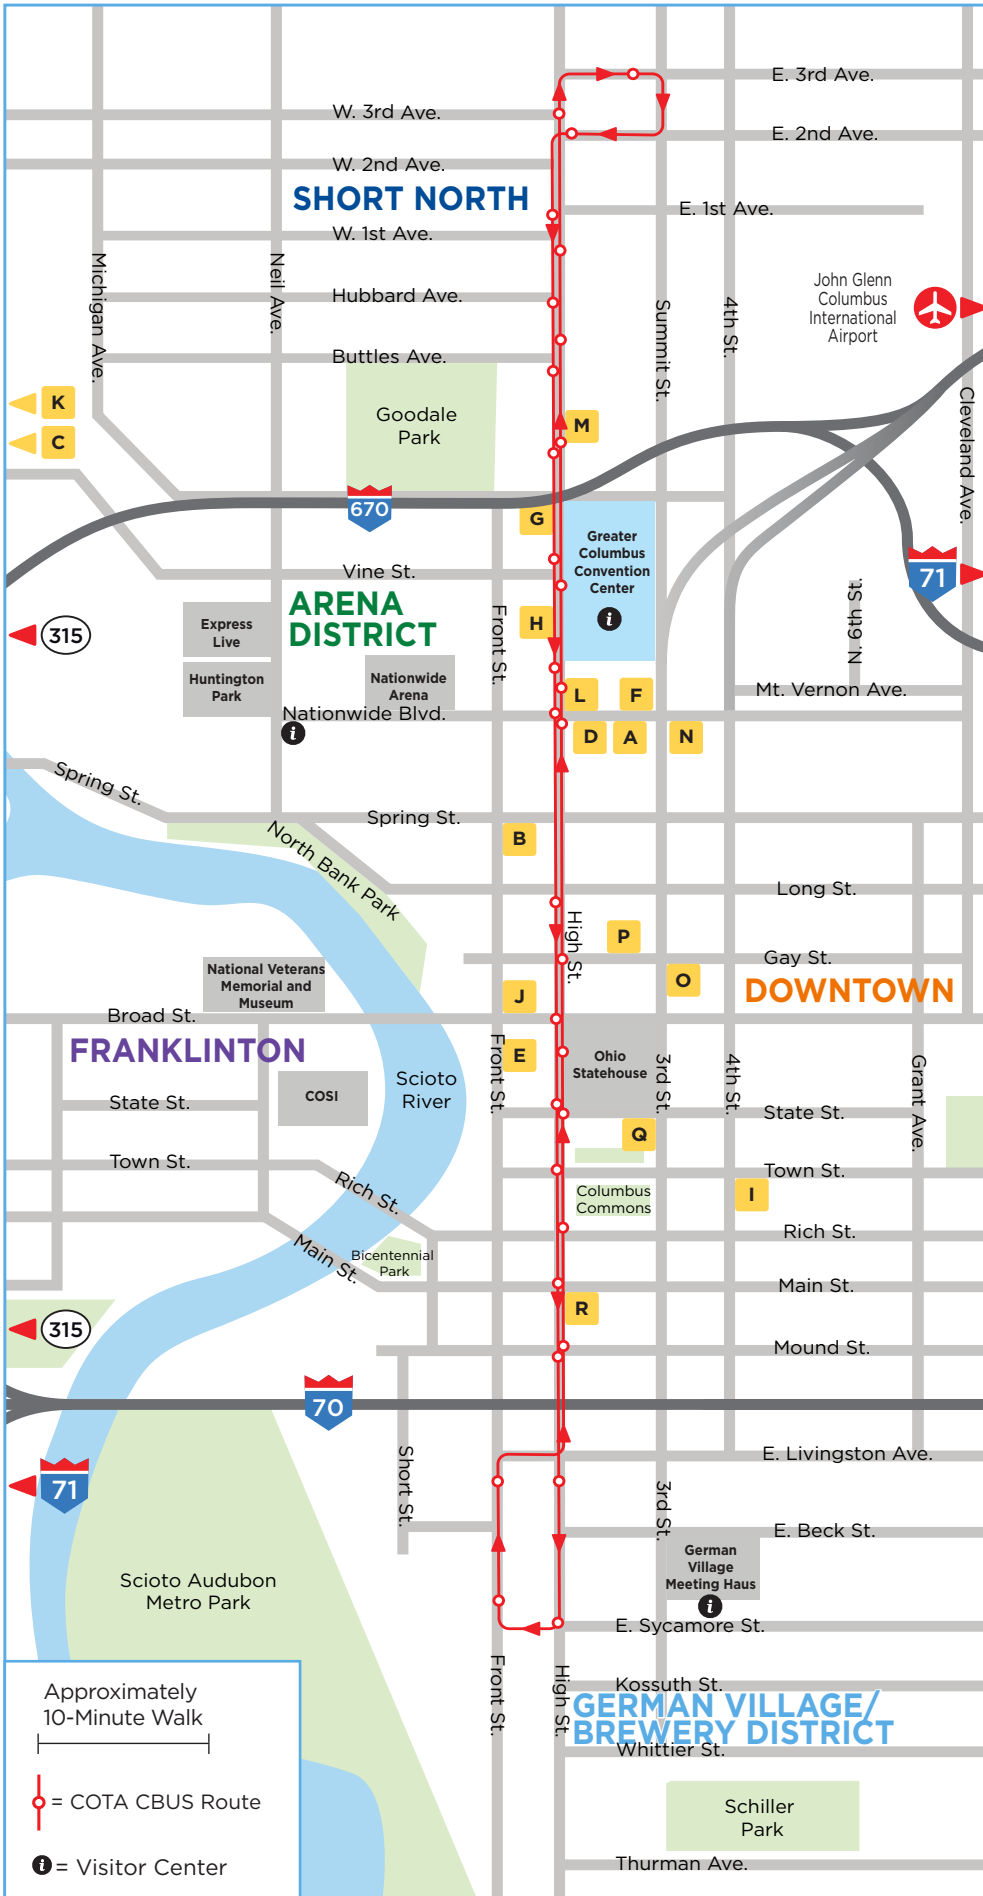 E. 3rd Ave.
W. 3rd Ave.
E. 2nd Ave.
W. 2nd Ave.
SHORT NORTH
E. 1st Ave.
W. 1st Ave.
Michigan Ave.
Neil Ave.
Hubbard Ave.
Summit St.
4th St.
John Glenn
Columbus
International
Airport
Buttles Ave.
K
C
Goodale
Park
M
Cleveland Ave.
670
G
Greater
Columbus
Convention
Center
i
Vine St.
71
ARENA
DISTRICT
Front St.
N. 6th St.
315
Express
Live
H
Huntington
Park
Nationwide
Arena
L
F
Mt. Vernon Ave.
Nationwide Blvd.
i
D
A
N
Spring St.
Spring St.
B
North Bank Park
Long St.
High St.
P
Gay St.
National Veterans
Memorial and
Museum
J
O
DOWNTOWN
Broad St.
FRANKLINTON
Front St.
E
Ohio
Statehouse
3rd St.
4th St.
Grant Ave.
Scioto
River
COSI
State St.
State St.
Q
Town St.
Town St.
Rich St.
Columbus
Commons
I
Rich St.
Main St.
Bicentennial
Park
Main St.
R
315
Mound St.
70
Short St.
E. Livingston Ave.
71
3rd St.
E. Beck St.
German
Village
Meeting Haus
i
Scioto Audubon
Metro Park
E. Sycamore St.
Front St.
High St.
Kossuth St.
GERMAN VILLAGE/
BREWERY DISTRICT
Whittier St.
Schiller
Park
Thurman Ave.
Approximately
10-Minute Walk
= COTA CBUS Route
i = Visitor Center